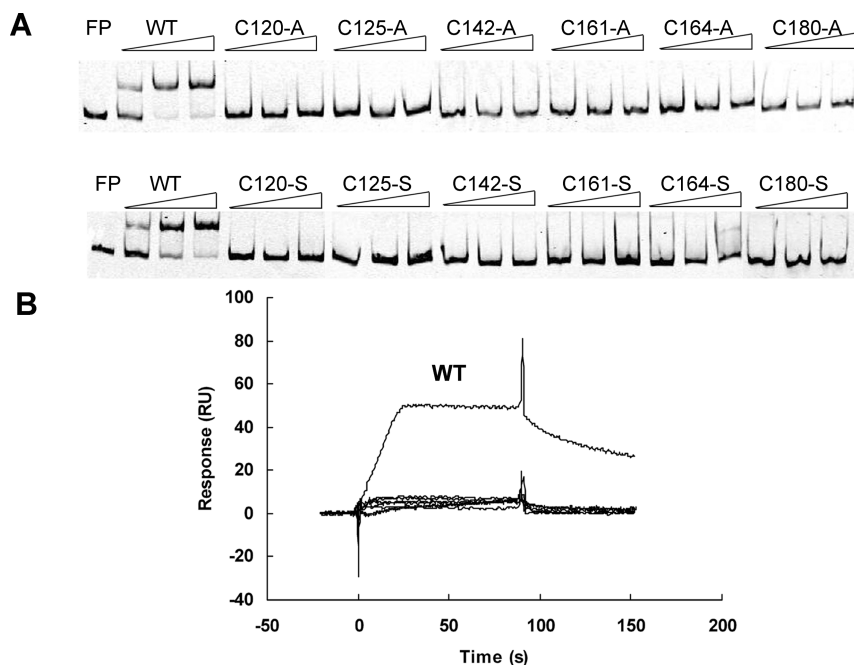 A
FP WT C120-A C125-A C142-A C161-A C164-A C180-A
FP WT C120-S C125-S C142-S C161-S C164-S C180-S
B
100
80
60
40
20
0
-20
-40
Response (RU)
WT
-50 0 50 100 150 200
Time (s)